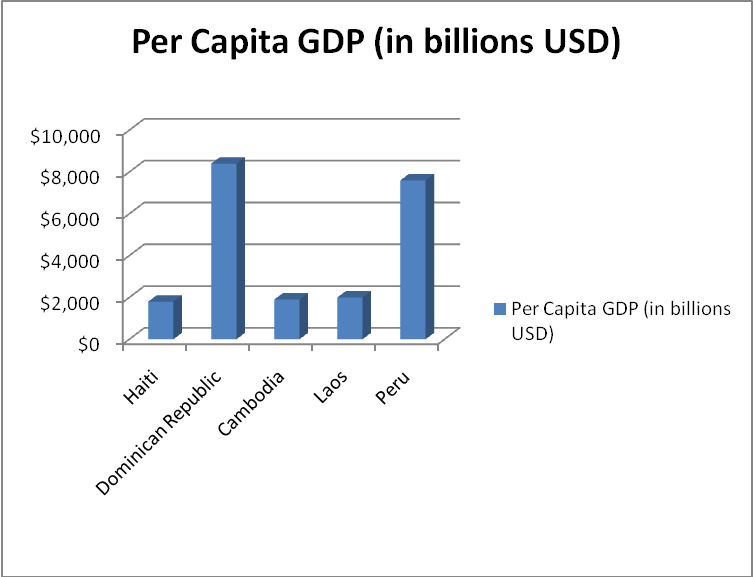 Per Capita GDP (in billions USD)
$10,000
$8,000
$6,000
$4,000
$2,000
$0
Per Capita GDP (in billions
USD)
Haiti
Dominican Republic
Cambodia
Laos
Peru